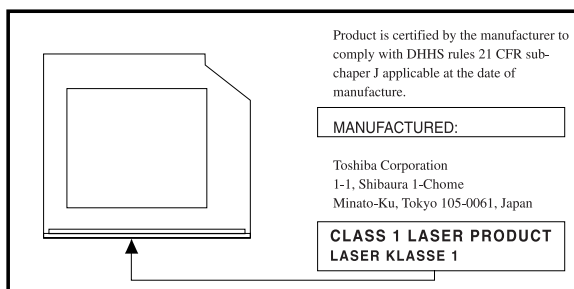 Product is certified by the manufacturer to
comply with DHHS rules 21 CFR sub-
chaper J applicable at the date of
manufacture.
MANUFACTURED:
Toshiba Corporation
1-1, Shibaura 1-Chome
Minato-Ku, Tokyo 105-0061, Japan
CLASS 1 LASER PRODUCT
LASER KLASSE 1